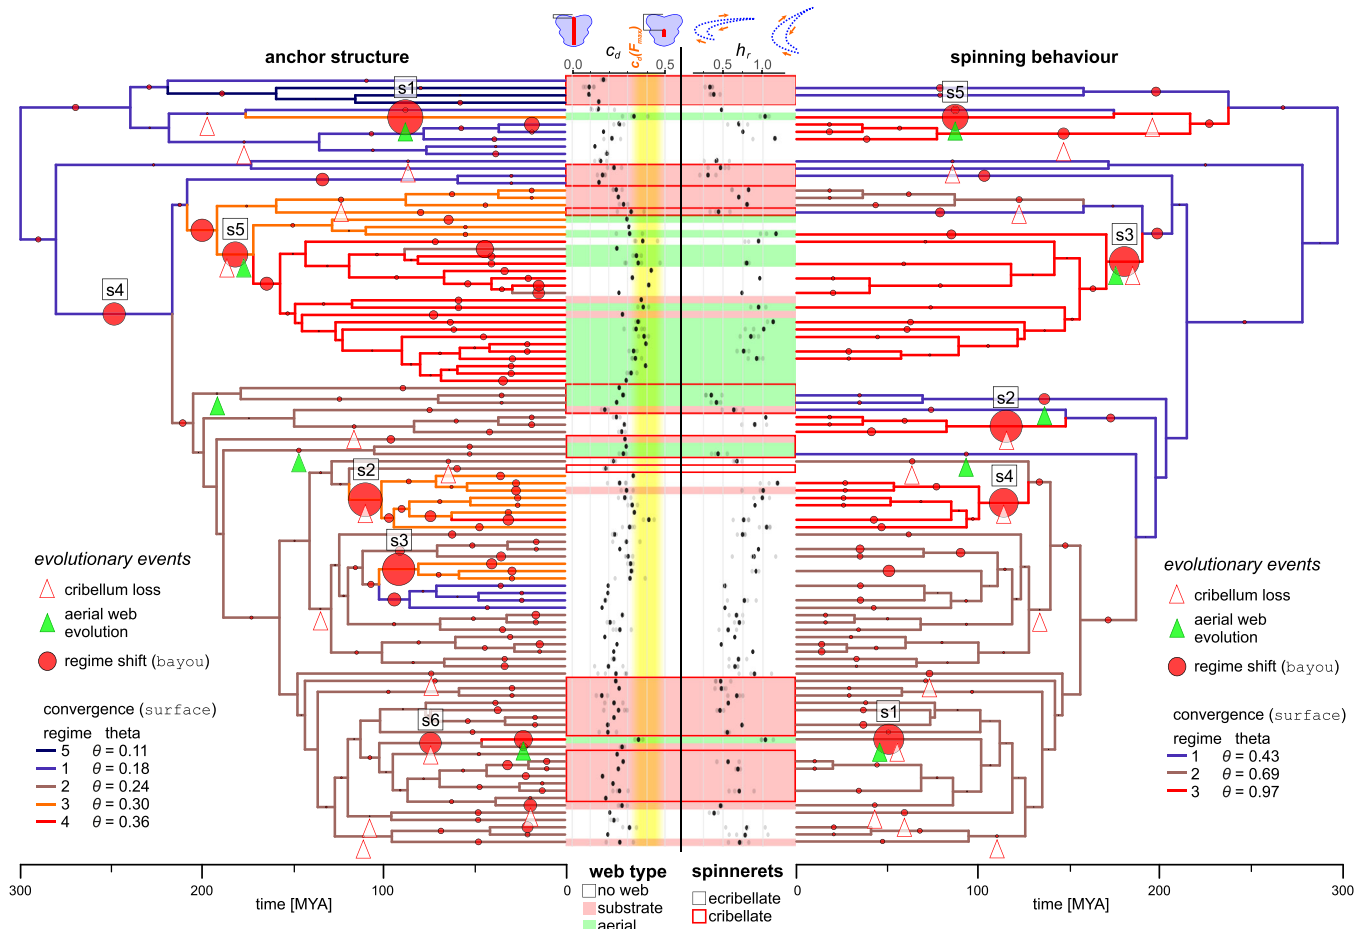 anchor structure
spinning behaviour
c_d
c_d(F_max)
h_r
0.0
0.5
0.5
1.0
s1
s5
s4
s2
s3
s6
s5
s3
s2
s4
s1
evolutionary events
cribellum loss
aerial web
evolution
regime shift (bayou)
convergence (surface)
regime theta
5 θ = 0.11
1 θ = 0.18
2 θ = 0.24
3 θ = 0.30
4 θ = 0.36
evolutionary events
cribellum loss
aerial web
evolution
regime shift (bayou)
convergence (surface)
regime theta
1 θ = 0.43
2 θ = 0.69
3 θ = 0.97
300
200
100
0
time [MYA]
web type
no web
substrate
aerial
spinnerets
ecribellate
cribellate
0
100
200
300
time [MYA]